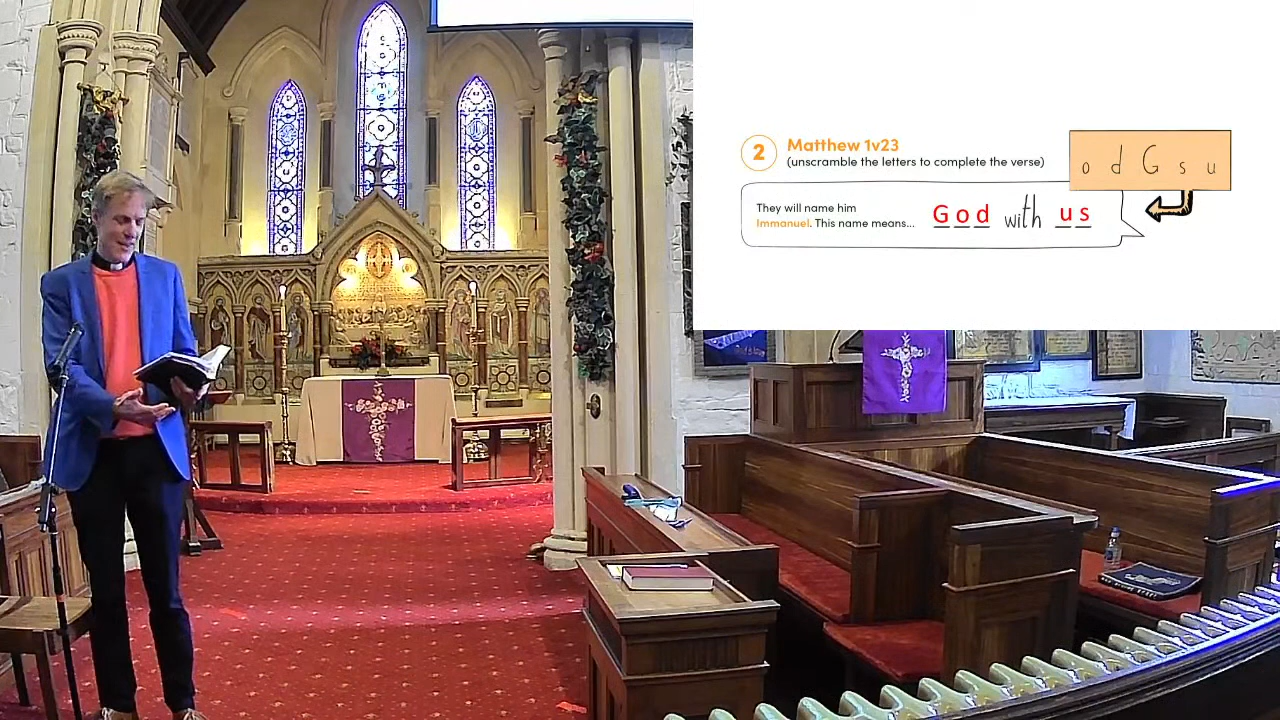 2
Matthew 1v23
(unscramble the letters to complete the verse)
o d G s u
They will name him
Immanuel. This name means...
God with us